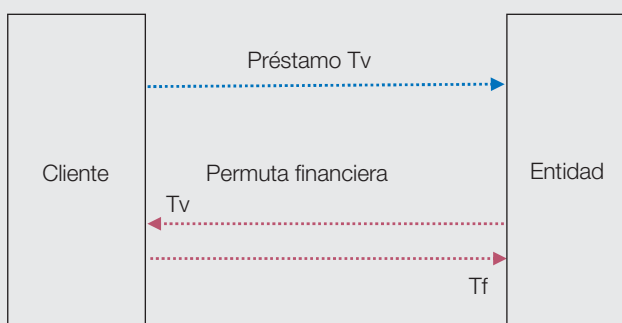 Préstamo Tv
Cliente
Permuta financiera
Entidad
Tv
Tf